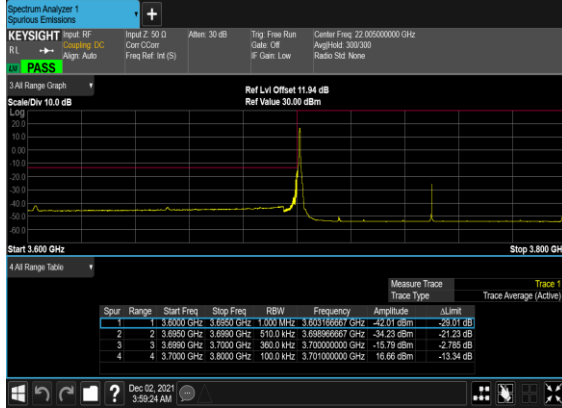 Spectrum Analyzer 1
Spurious Emissions
KEYSIGHT Input: RF Input Z: 50 Ω Atten: 30 dB Trig: Free Run Center Freq: 22.005000000 GHz
RL Coupling: DC Corr CCorr Gate: Off Avg|Hold: 300/300
Align: Auto Freq Ref: Int (S) IF Gain: Low Radio Std: None
PASS
3 All Range Graph Ref Lvl Offset 11.94 dB
Scale/Div 10.0 dB Ref Value 30.00 dBm
Log
20.0
10.0
0.00
-10.0
-20.0
-30.0
-40.0
-50.0
-60.0
Start 3.600 GHz Stop 3.800 GH
4 All Range Table
Measure Trace Trace 1
Trace Type Trace Average (Active)
Spur Range Start Freq Stop Freq RBW Frequency Amplitude ΔLimit
1 1 3.6000 GHz 3.6950 GHz 1.000 MHz 3.603166667 GHz -42.01 dBm -29.01 dB
2 2 3.6950 GHz 3.6990 GHz 510.0 kHz 3.698966667 GHz -34.23 dBm -21.23 dB
3 3 3.6990 GHz 3.7000 GHz 360.0 kHz 3.700000000 GHz -15.79 dBm -2.785 dB
4 4 3.7000 GHz 3.8000 GHz 100.0 kHz 3.701000000 GHz 16.66 dBm -13.34 dB
Dec 02, 2021
3:59:24 AM